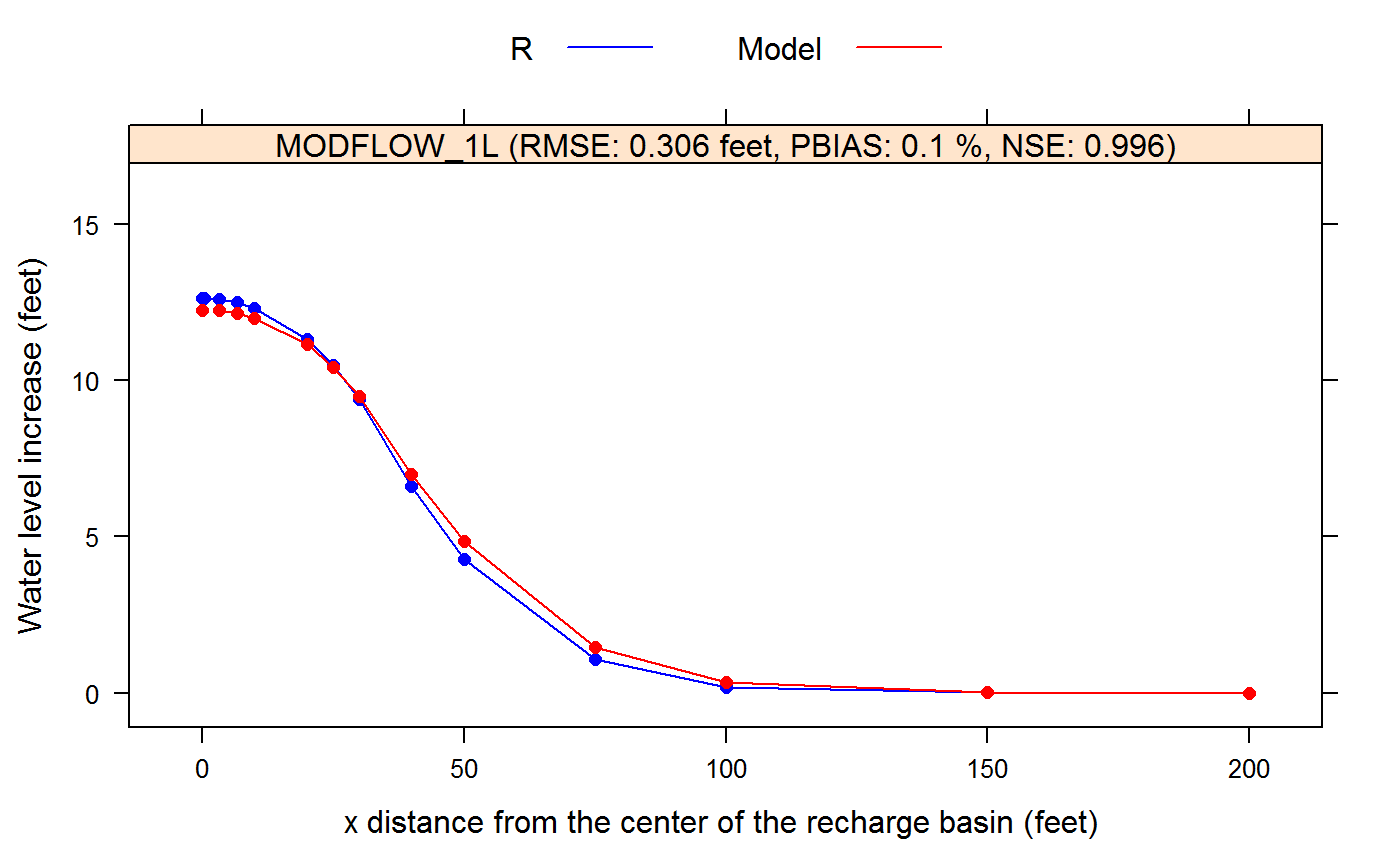 R Model
MODFLOW_1L (RMSE: 0.306 feet, PBIAS: 0.1 %, NSE: 0.996)
Water level increase (feet)
15
10
5
0
0 50 100 150 200
x distance from the center of the recharge basin (feet)